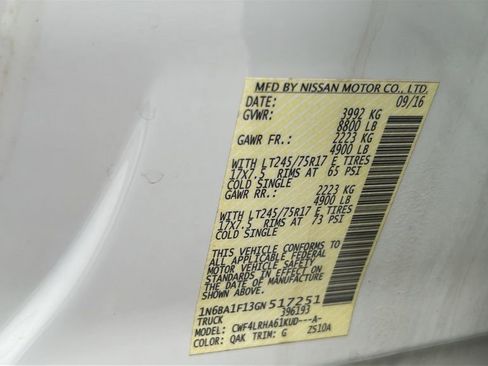 MFD BY NISSAN MOTOR CO., LTD.
DATE: 09/16
GVWR: 3992 KG
8800 LB
GAWR FR.: 2223 KG
4900 LB
WITH LT245/75R17 E TIRES
17X7.5 RIMS AT 65 PSI
COLD SINGLE
GAWR RR.: 2223 KG
4900 LB
WITH LT245/75R17 E TIRES
17X7.5 RIMS AT 73 PSI
COLD SINGLE
THIS VEHICLE CONFORMS TO
ALL APPLICABLE FEDERAL
MOTOR VEHICLE SAFETY
STANDARDS IN EFFECT ON
THE DATE OF MANUFACTURE
SHOWN ABOVE.
1N6BA1F13GN517251
TRUCK 396193
MODEL: CWF4LRHA61KUD---A-
COLOR: QAK TRIM: G ZS10A